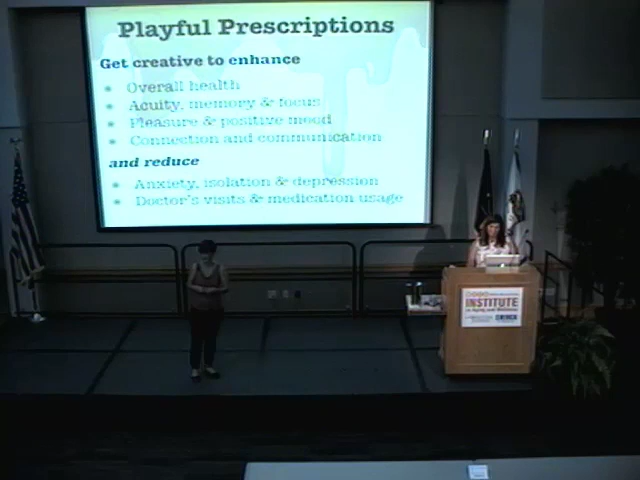 Playful Prescriptions
Get creative to enhance
Overall health
Acuity, memory & focus
Pleasure & positive mood
Connection and communication
and reduce
Anxiety, isolation & depression
Doctor's visits & medication usage
INSTITUTE